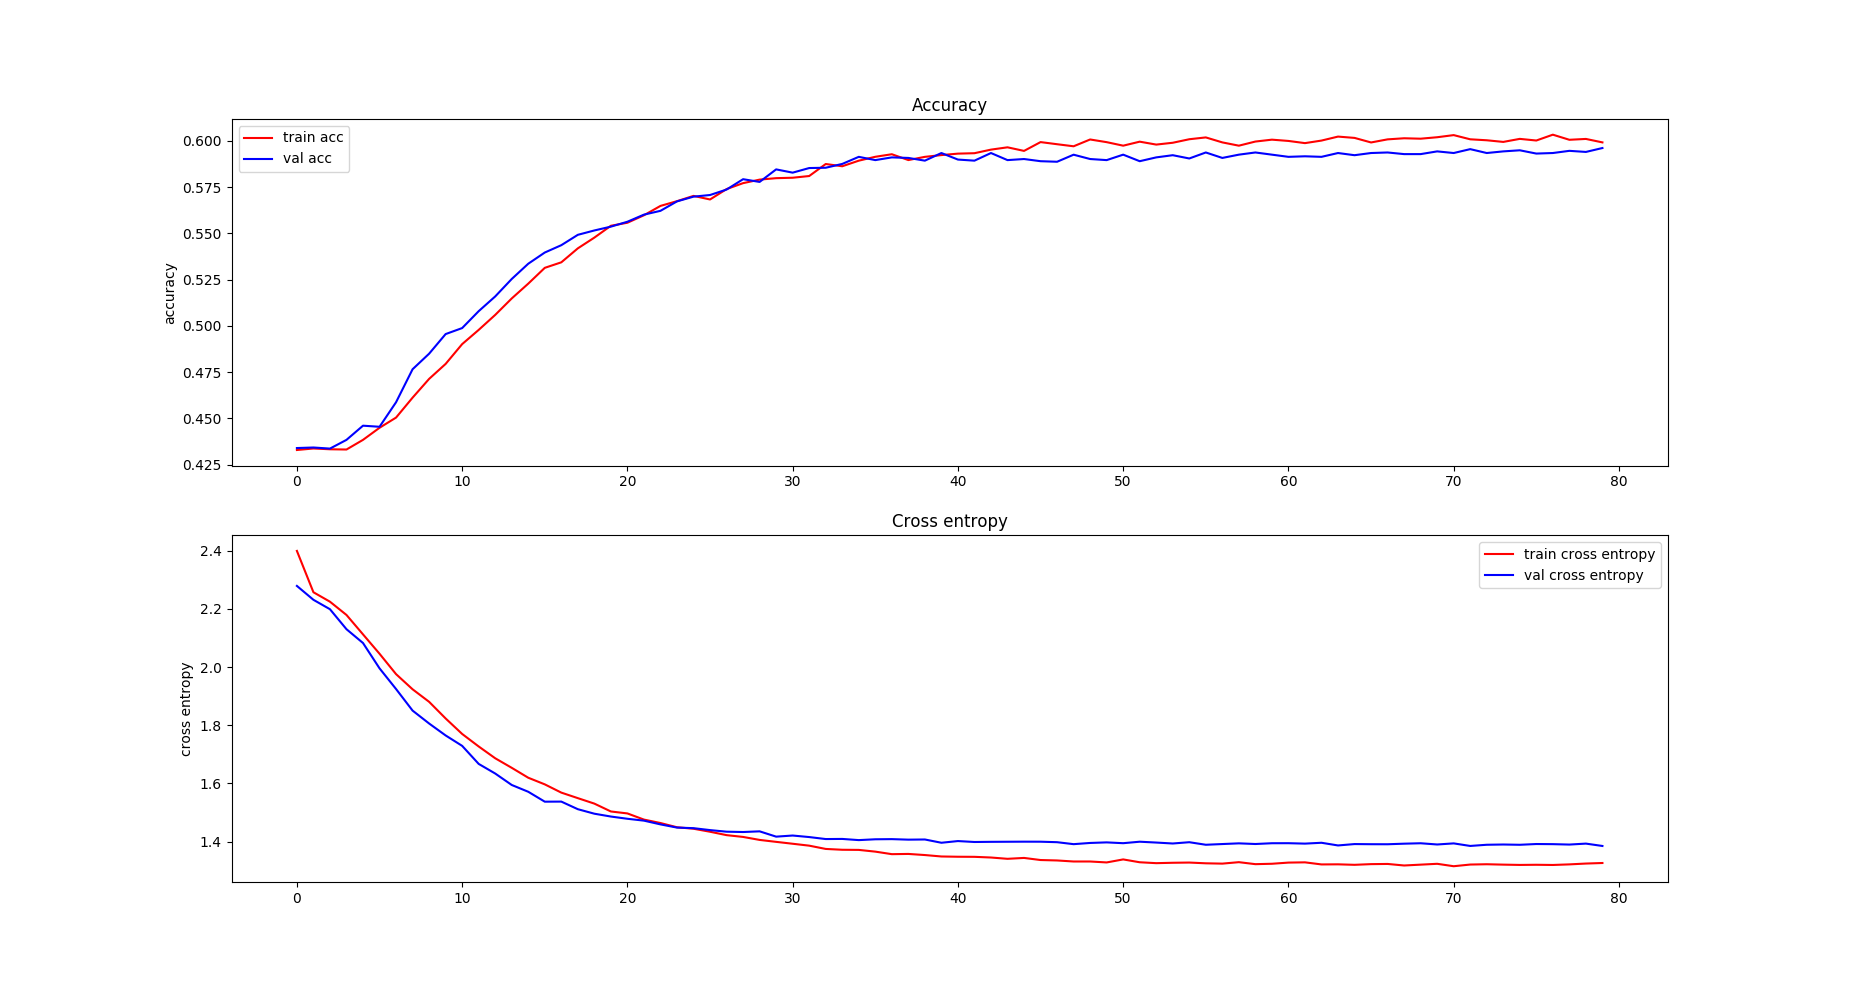 Accuracy
train acc
val acc
0.600
0.575
0.550
0.525
0.500
0.475
0.450
0.425
accuracy
0 10 20 30 40 50 60 70 80
Cross entropy
train cross entropy
val cross entropy
2.4
2.2
2.0
1.8
1.6
1.4
cross entropy
0 10 20 30 40 50 60 70 80